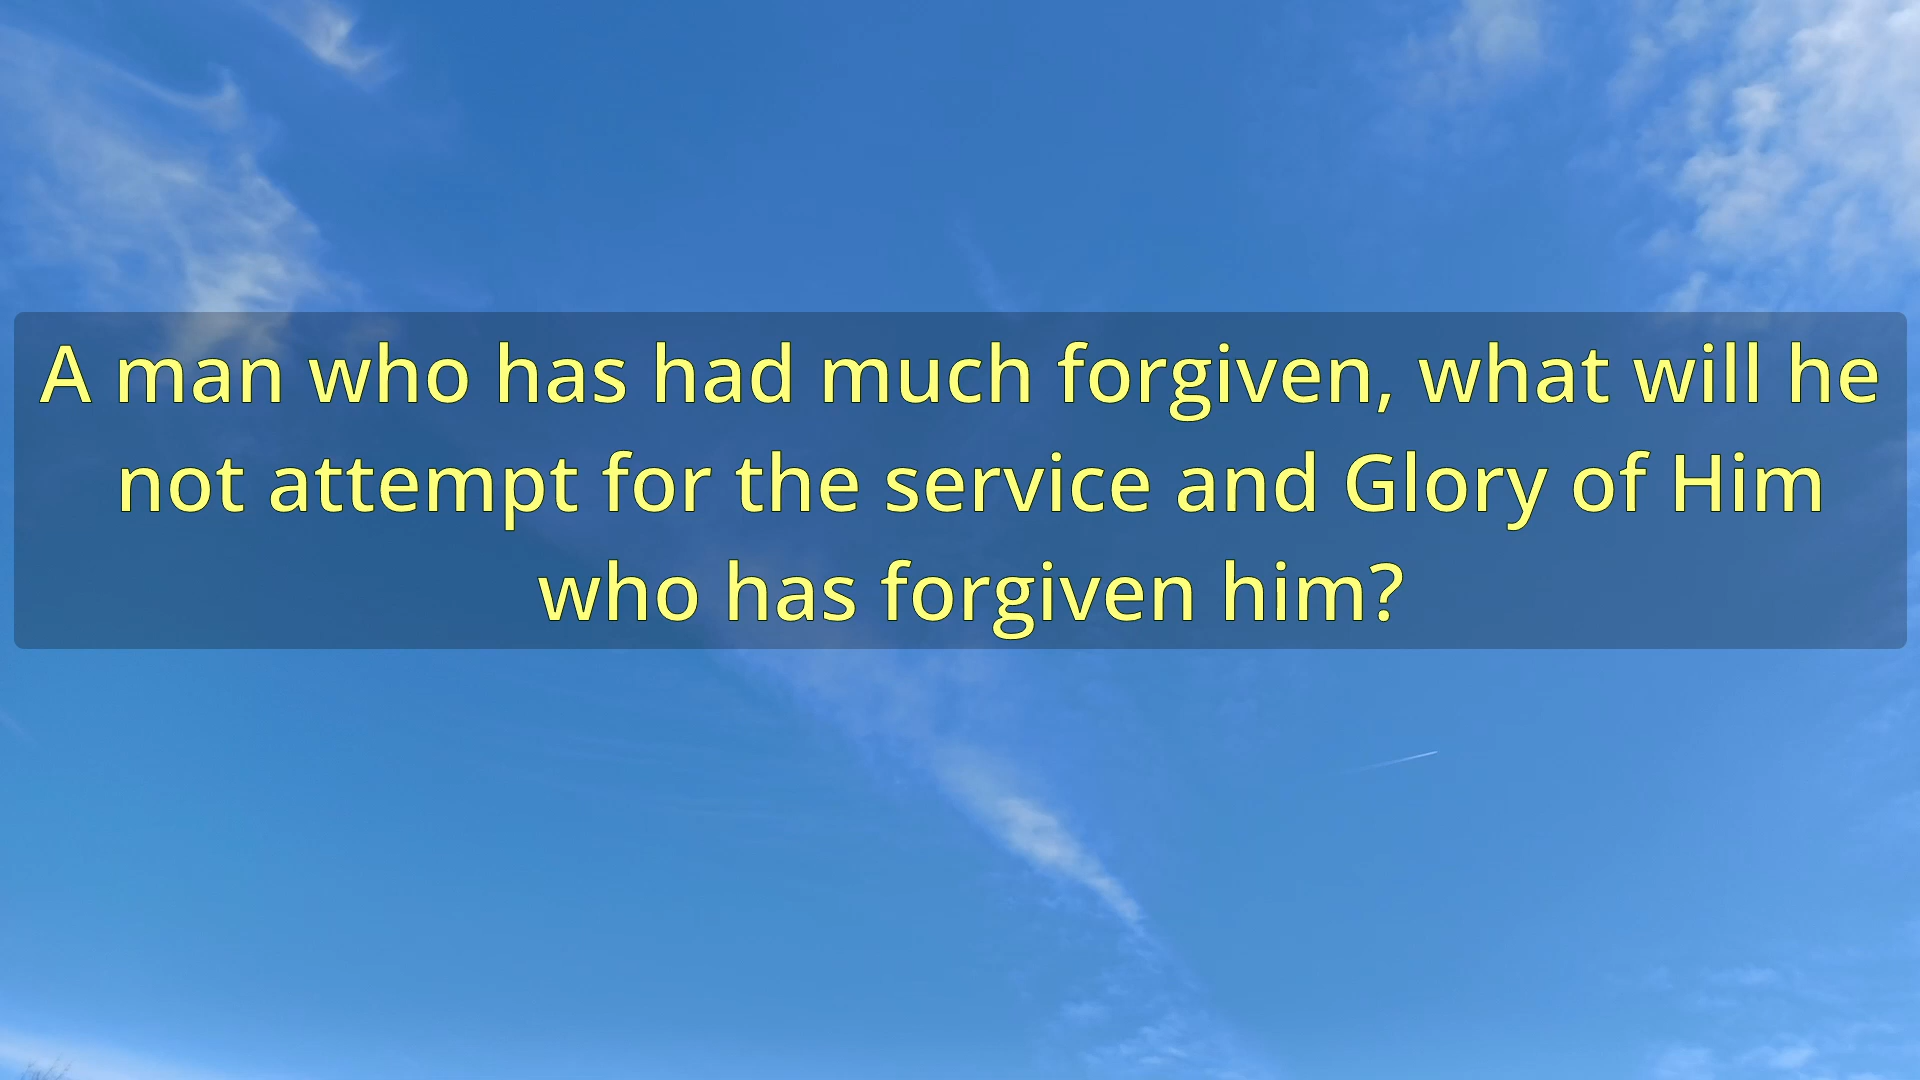 A man who has had much forgiven, what will he
not attempt for the service and Glory of Him
who has forgiven him?